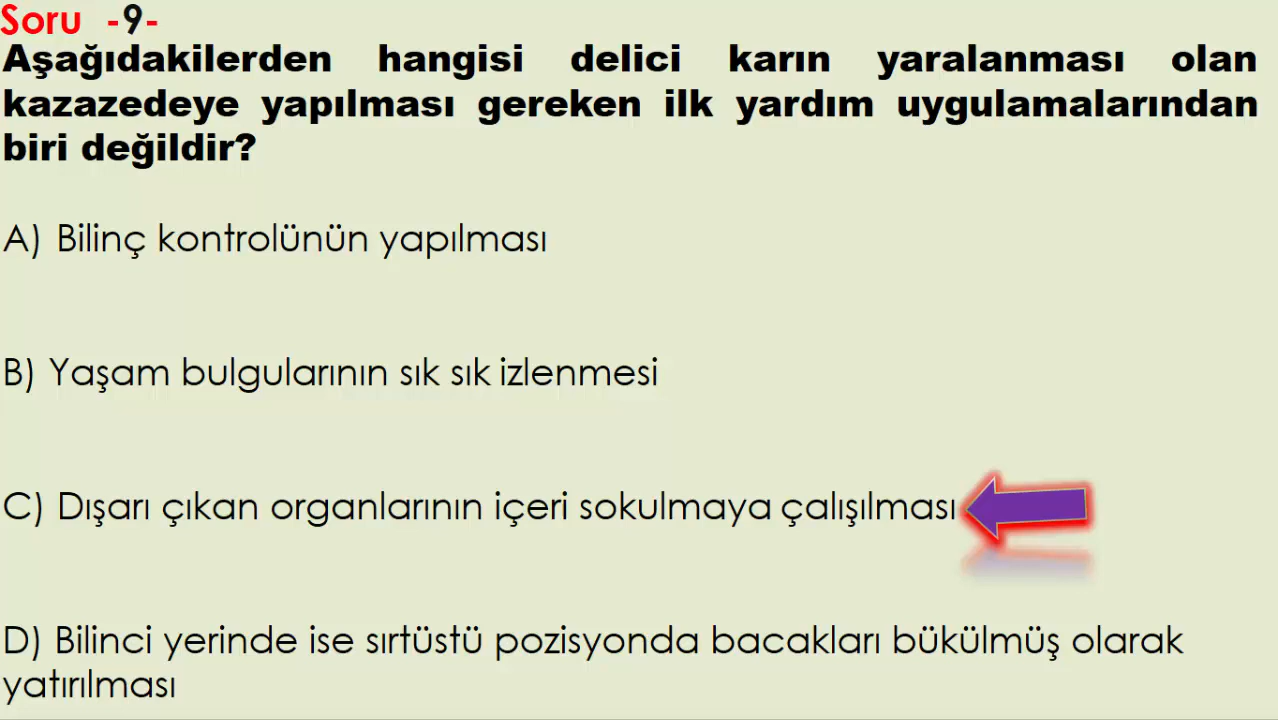 Soru -9-
Aşağıdakilerden hangisi delici karın yaralanması olan
kazazedeye yapılması gereken ilk yardım uygulamalarından
biri değildir?
A) Bilinç kontrolünün yapılması
B) Yaşam bulgularının sık sık izlenmesi
C) Dışarı çıkan organlarının içeri sokulmaya çalışılması
D) Bilinci yerinde ise sırtüstü pozisyonda bacakları bükülmüş olarak
yatırılması